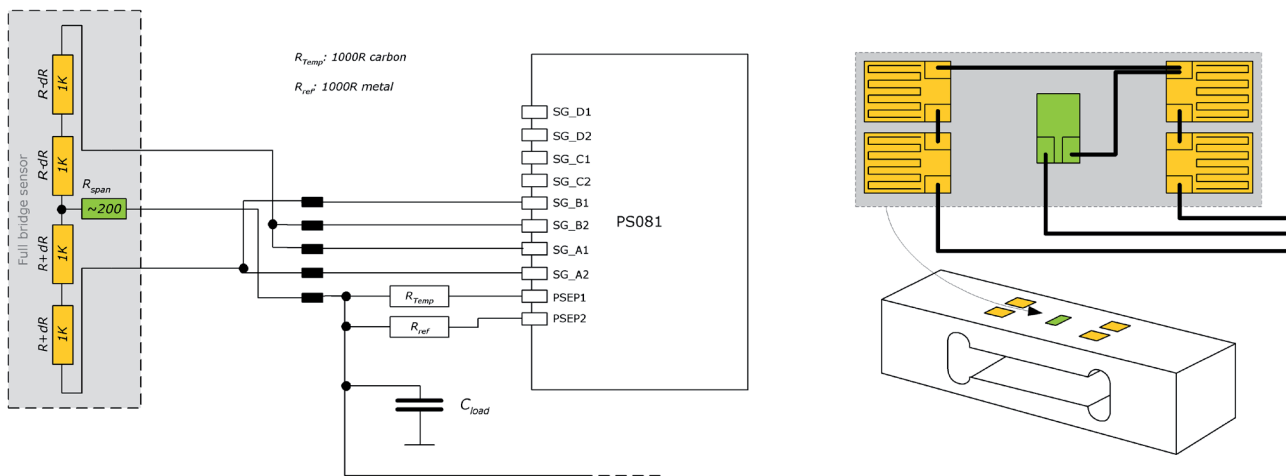 Full bridge sensor
R-dR
1K
R-dR
1K
R+dR
1K
R+dR
1K
Rspan
~200
RTemp: 1000R carbon
Rref: 1000R metal
SG_D1
SG_D2
SG_C1
SG_C2
SG_B1
SG_B2
SG_A1
SG_A2
PSEP1
PSEP2
PS081
RTemp
Rref
Cload